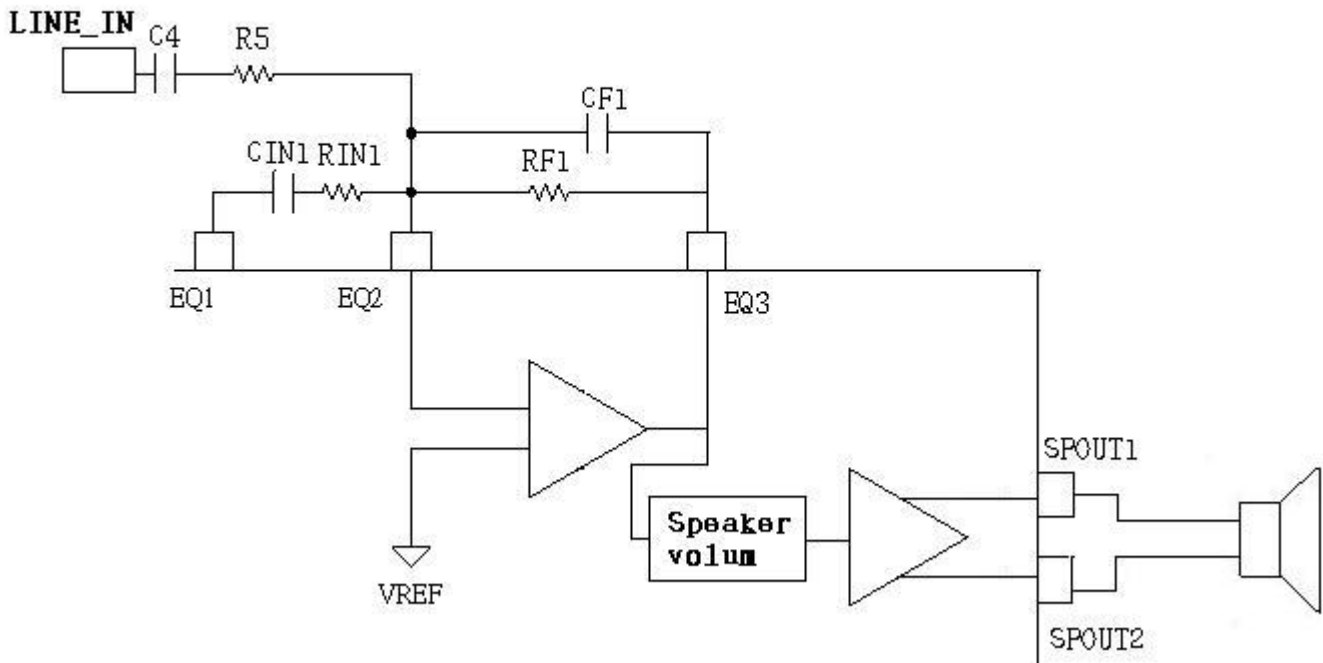 LINE_IN
C4
R5
CF1
CIN1
RIN1
RF1
EQ1
EQ2
EQ3
SPOUT1
Speaker
volum
VREF
SPOUT2